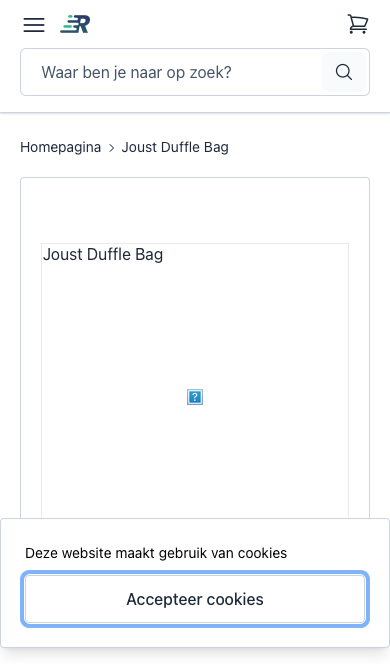 Waar ben je naar op zoek?
Homepagina > Joust Duffle Bag
Joust Duffle Bag
Deze website maakt gebruik van cookies
Accepteer cookies